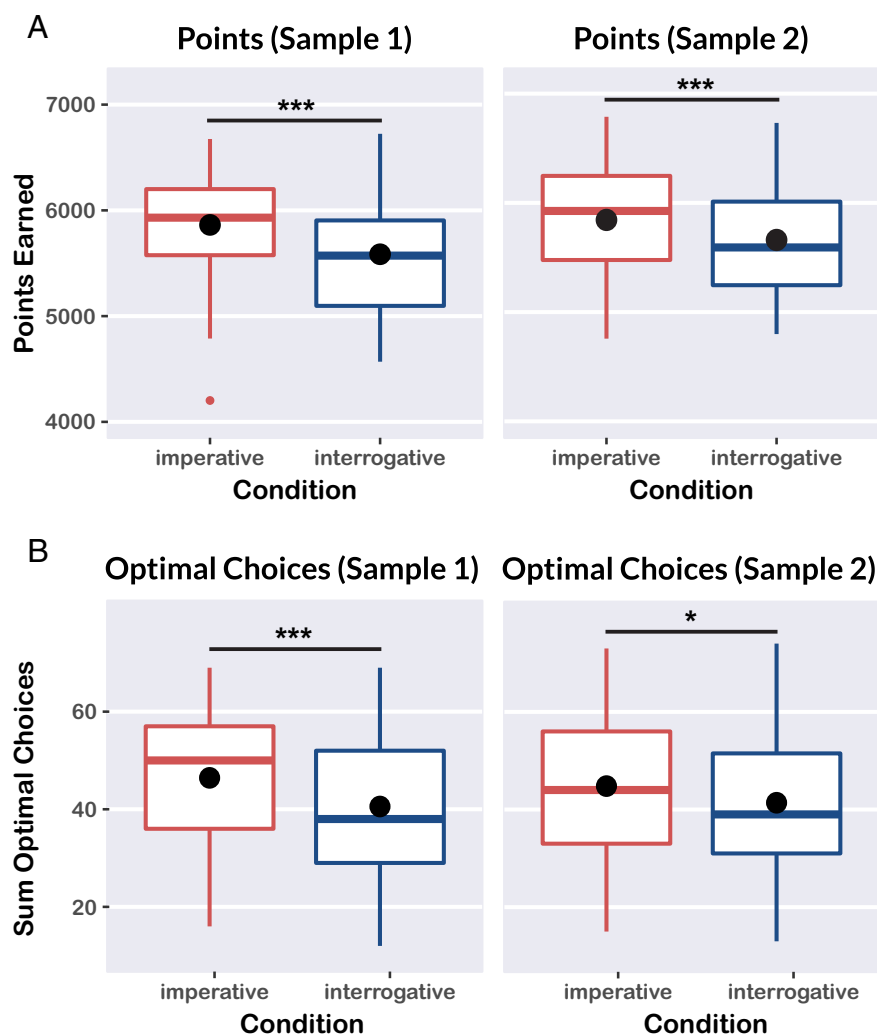 A
Points (Sample 1)
Points (Sample 2)
***
***
7000
6000
5000
4000
Points Earned
imperative
interrogative
imperative
interrogative
Condition
Condition
B
Optimal Choices (Sample 1)
Optimal Choices (Sample 2)
***
*
60
40
20
Sum Optimal Choices
imperative
interrogative
imperative
interrogative
Condition
Condition